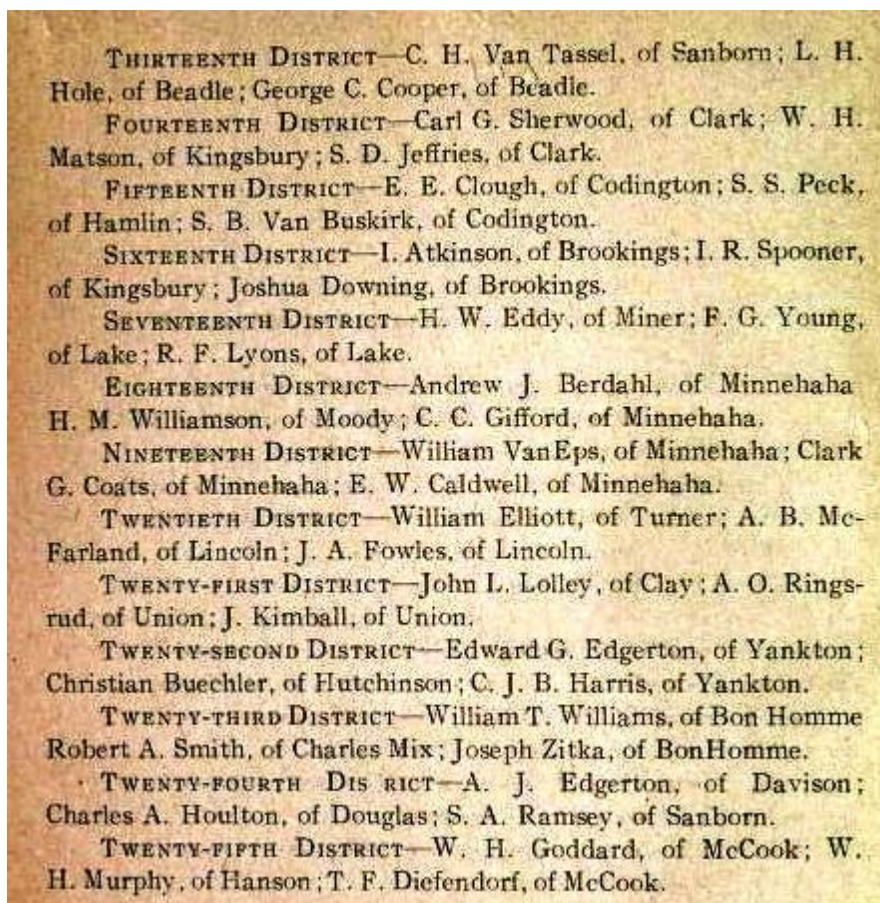 THIRTEENTH DISTRICT—C. H. Van Tassel, of Sanborn; L. H.
Hole, of Beadle; George C. Cooper, of Beadle.
FOURTEENTH DISTRICT—Carl G. Sherwood, of Clark; W. H.
Matson, of Kingsbury; S. D. Jeffries, of Clark.
FIFTEENTH DISTRICT—E. E. Clough, of Codington; S. S. Peck,
of Hamlin; S. B. Van Buskirk, of Codington.
SIXTEENTH DISTRICT—I. Atkinson, of Brookings; I. R. Spooner,
of Kingsbury; Joshua Downing, of Brookings.
SEVENTEENTH DISTRICT—H. W. Eddy, of Miner; F. G. Young,
of Lake; R. F. Lyons, of Lake.
EIGHTEENTH DISTRICT—Andrew J. Berdahl, of Minnehaha
H. M. Williamson, of Moody; C. C. Gifford, of Minnehaha.
NINETEENTH DISTRICT—William VanEps, of Minnehaha; Clark
G. Coats, of Minnehaha; E. W. Caldwell, of Minnehaha.
TWENTIETH DISTRICT—William Elliott, of Turner; A. B. Mc-
Farland, of Lincoln; J. A. Fowles, of Lincoln.
TWENTY-FIRST DISTRICT—John L. Lolley, of Clay; A. O. Rings-
rud, of Union; J. Kimball, of Union.
TWENTY-SECOND DISTRICT—Edward G. Edgerton, of Yankton;
Christian Buechler, of Hutchinson; C. J. B. Harris, of Yankton.
TWENTY-THIRD DISTRICT—William T. Williams, of Bon Homme
Robert A. Smith, of Charles Mix; Joseph Zitka, of BonHomme.
TWENTY-FOURTH DIS RICT—A. J. Edgerton, of Davison;
Charles A. Houlton, of Douglas; S. A. Ramsey, of Sanborn.
TWENTY-FIFTH DISTRICT—W. H. Goddard, of McCook; W.
H. Murphy, of Hanson; T. F. Diefendorf, of McCook.